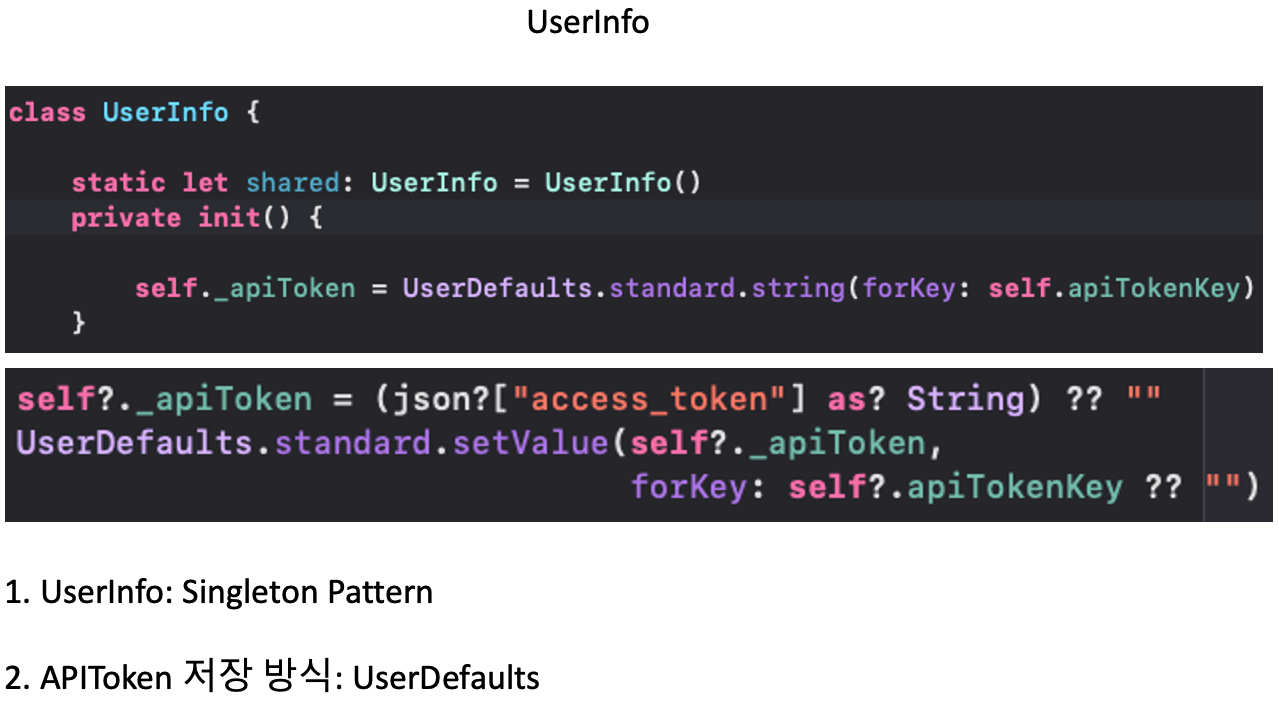 UserInfo
class UserInfo {
static let shared: UserInfo = UserInfo()
private init() {
self._apiToken = UserDefaults.standard.string(forKey: self.apiTokenKey)
}
self?._apiToken = (json?["access_token"] as? String) ?? ""
UserDefaults.standard.setValue(self?._apiToken,
forKey: self?.apiTokenKey ?? "")
1. UserInfo: Singleton Pattern
2. APIToken 저장 방식: UserDefaults